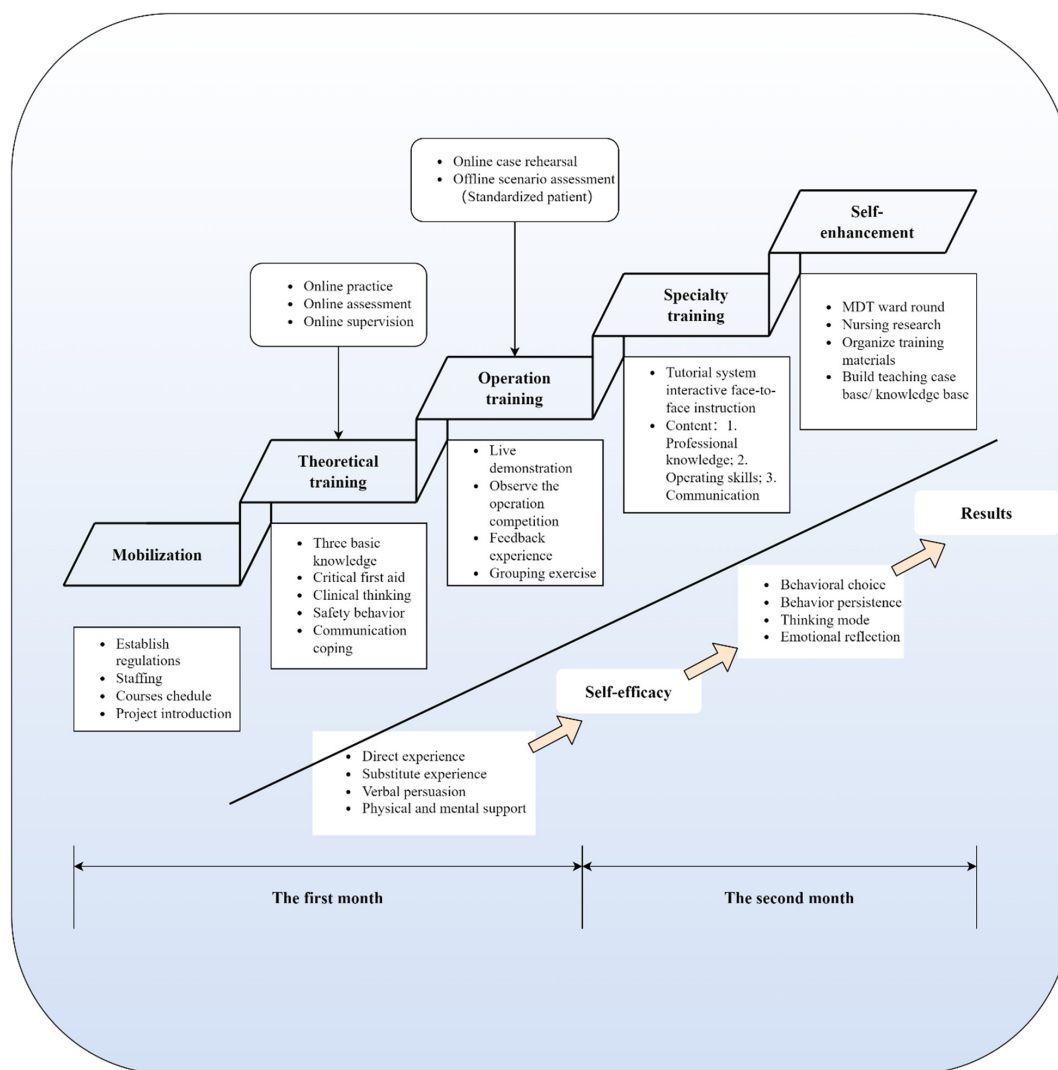 • Online case rehearsal
• Offline scenario assessment
(Standardized patient)
Self-
enhancement
• Online practice
• Online assessment
• Online supervision
Specialty
training
• MDT ward round
• Nursing research
• Organize training
materials
• Build teaching case
base/ knowledge base
Operation
training
• Tutorial system
interactive face-to-
face instruction
• Content: 1.
Professional
knowledge; 2.
Operating skills; 3.
Communication
Theoretical
training
• Live
demonstration
• Observe the
operation
competition
• Feedback
experience
• Grouping exercise
Mobilization
• Three basic
knowledge
• Critical first aid
• Clinical thinking
• Safety behavior
• Communication
coping
• Establish
regulations
• Staffing
• Courses chedule
• Project introduction
Results
• Behavioral choice
• Behavior persistence
• Thinking mode
• Emotional reflection
Self-efficacy
• Direct experience
• Substitute experience
• Verbal persuasion
• Physical and mental support
The first month
The second month